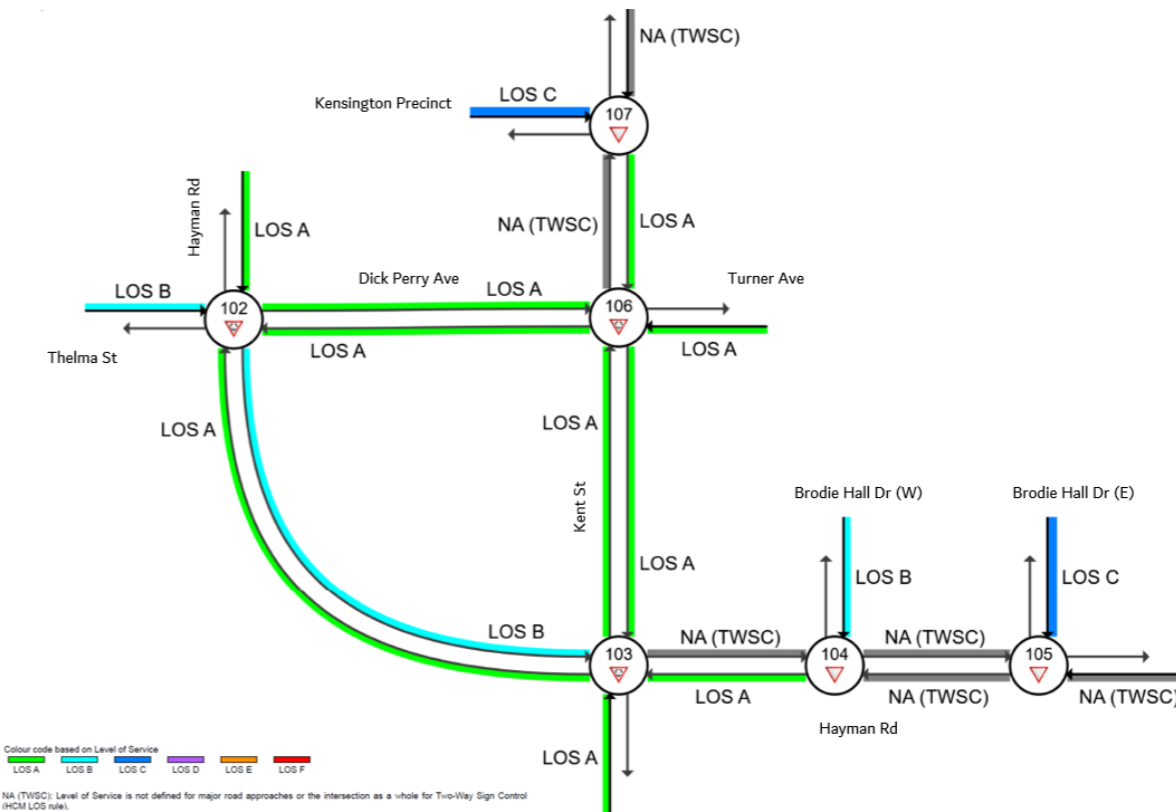 NA (TWSC)
LOS C
Kensington Precinct
107
Hayman Rd
LOS A
NA (TWSC)
LOS A
Dick Perry Ave
Turner Ave
LOS B
LOS A
102
106
LOS A
LOS A
Thelma St
LOS A
LOS A
Kent St
Brodie Hall Dr (W)
Brodie Hall Dr (E)
LOS A
LOS B
LOS C
LOS B
NA (TWSC)
NA (TWSC)
103
104
105
LOS A
NA (TWSC)
NA (TWSC)
Hayman Rd
LOS A
Colour code based on Level of Service
LOS A LOS B LOS C LOS D LOS E LOS F
NA (TWSC): Level of Service is not defined for major road approaches or the intersection as a whole for Two-Way Sign Control
(HCM LOS rule).